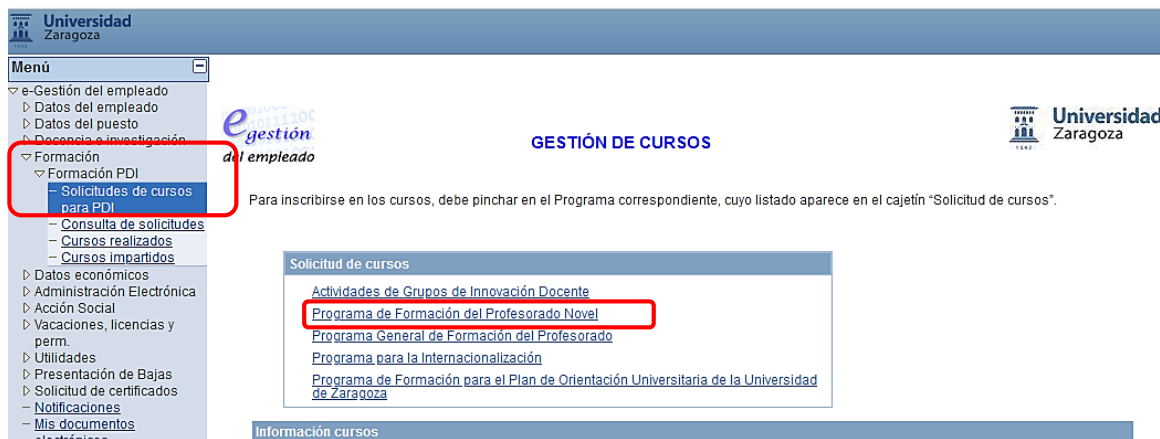 Universidad
Zaragoza
1542
Menú
e-Gestión del empleado
Datos del empleado
Datos del puesto
Docencia e investigación
Formación
Formación PDI
Solicitudes de cursos
para PDI
Consulta de solicitudes
Cursos realizados
Cursos impartidos
Datos económicos
Administración Electrónica
Acción Social
Vacaciones, licencias y
perm.
Utilidades
Presentación de Bajas
Solicitud de certificados
Notificaciones
Mis documentos
electrónicos
e
gestión
del empleado
GESTIÓN DE CURSOS
Universidad
Zaragoza
1542
Para inscribirse en los cursos, debe pinchar en el Programa correspondiente, cuyo listado aparece en el cajetín “Solicitud de cursos”.
Solicitud de cursos
Actividades de Grupos de Innovación Docente
Programa de Formación del Profesorado Novel
Programa General de Formación del Profesorado
Programa para la Internacionalización
Programa de Formación para el Plan de Orientación Universitaria de la Universidad
de Zaragoza
Información cursos